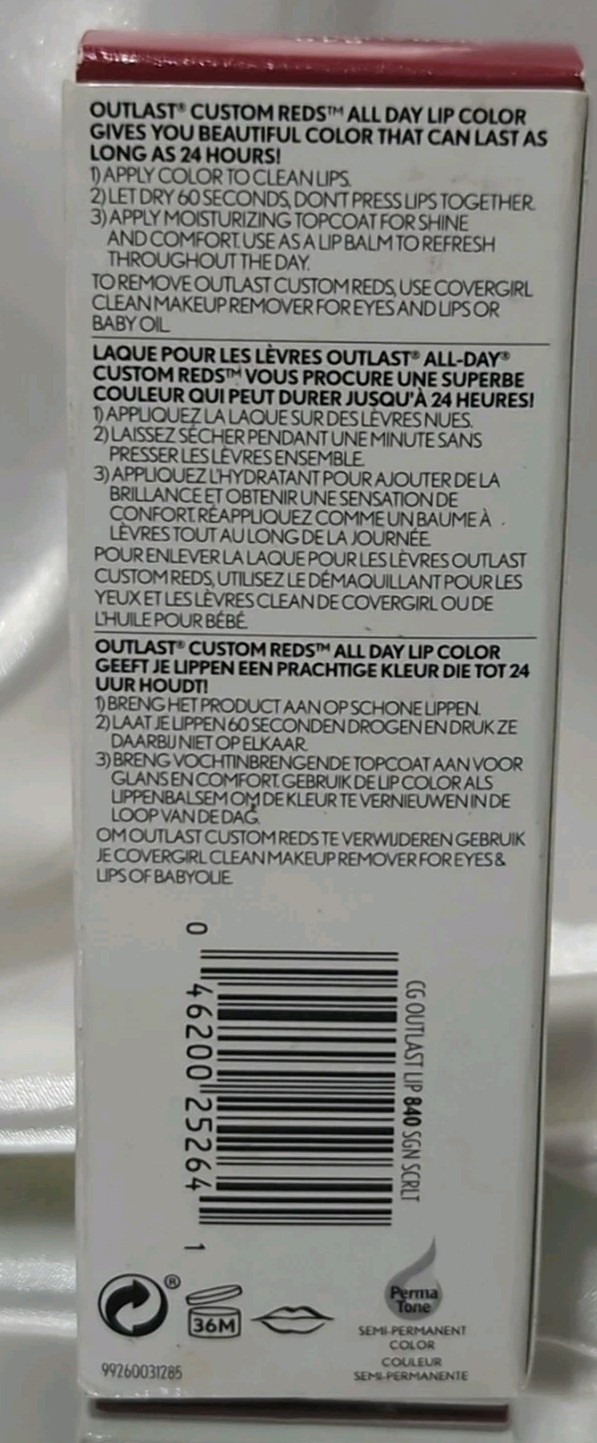 OUTLAST® CUSTOM REDS™ ALL DAY LIP COLOR
GIVES YOU BEAUTIFUL COLOR THAT CAN LAST AS
LONG AS 24 HOURS!
1) APPLY COLOR TO CLEAN LIPS.
2) LET DRY 60 SECONDS, DON'T PRESS LIPS TOGETHER.
3) APPLY MOISTURIZING TOPCOAT FOR SHINE
AND COMFORT. USE AS A LIP BALM TO REFRESH
THROUGHOUT THE DAY.
TO REMOVE OUTLAST CUSTOM REDS, USE COVERGIRL
CLEAN MAKEUP REMOVER FOR EYES AND LIPS OR
BABY OIL.
LAQUE POUR LES LÈVRES OUTLAST® ALL-DAY®
CUSTOM REDS™ VOUS PROCURE UNE SUPERBE
COULEUR QUI PEUT DURER JUSQU'À 24 HEURES!
1) APPLIQUEZ LA LAQUE SUR DES LÈVRES NUES.
2) LAISSEZ SÉCHER PENDANT UNE MINUTE SANS
PRESSER LES LÈVRES ENSEMBLE.
3) APPLIQUEZ L'HYDRATANT POUR AJOUTER DE LA
BRILLANCE ET OBTENIR UNE SENSATION DE
CONFORT. RÉAPPLIQUEZ COMME UN BAUME À
LÈVRES TOUT AU LONG DE LA JOURNÉE.
POUR ENLEVER LA LAQUE POUR LES LÈVRES OUTLAST
CUSTOM REDS, UTILISEZ LE DÉMAQUILLANT POUR LES
YEUX ET LES LÈVRES CLEAN DE COVERGIRL OU DE
L'HUILE POUR BÉBÉ.
OUTLAST® CUSTOM REDS™ ALL DAY LIP COLOR
GEEFT JE LIPPEN EEN PRACHTIGE KLEUR DIE TOT 24
UUR HOUDT!
1) BRENG HET PRODUCT AAN OP SCHONE LIPPEN.
2) LAAT JE LIPPEN 60 SECONDEN DROGEN EN DRUK ZE
DAARBIJ NIET OP ELKAAR.
3) BRENG VOCHTINBRENGENDE TOPCOAT AAN VOOR
GLANS EN COMFORT. GEBRUIK DE LIP COLOR ALS
LIPPENBALSEM OM DE KLEUR TE VERNIEUWEN IN DE
LOOP VAN DE DAG.
OM OUTLAST CUSTOM REDS TE VERWIJDEREN GEBRUIK
JE COVERGIRL CLEAN MAKEUP REMOVER FOR EYES &
LIPS OF BABYOLIE.
CG OUTLAST LIP 840 SGN SCRLT
0 46200 25264 1
®
36M
Perma
Tone
SEMI-PERMANENT
COLOR
COULEUR
SEMI-PERMANENTE
99260031285